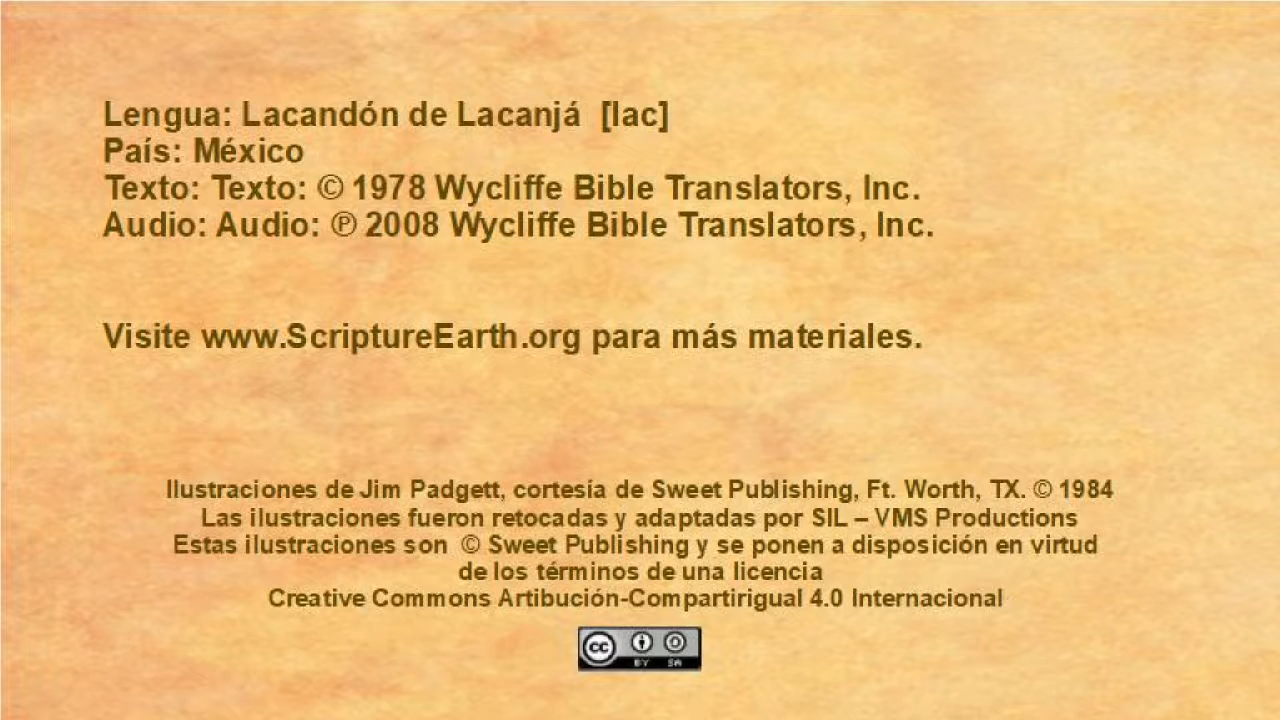 Lengua: Lacandón de Lacanjá [lac]
País: México
Texto: Texto: © 1978 Wycliffe Bible Translators, Inc.
Audio: Audio: ℗ 2008 Wycliffe Bible Translators, Inc.
Visite www.ScriptureEarth.org para más materiales.
Ilustraciones de Jim Padgett, cortesía de Sweet Publishing, Ft. Worth, TX. © 1984
Las ilustraciones fueron retocadas y adaptadas por SIL – VMS Productions
Estas ilustraciones son © Sweet Publishing y se ponen a disposición en virtud
de los términos de una licencia
Creative Commons Artibución-Compartirigual 4.0 Internacional
cc BY SA